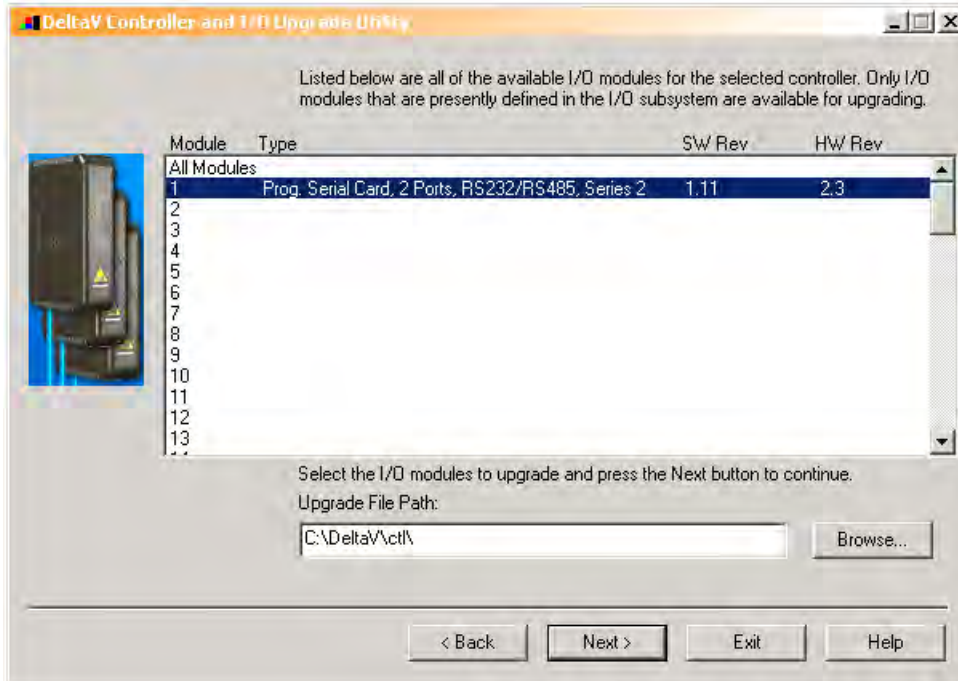 DeltaV Controller and I/O Upgrade Utility
Listed below are all of the available I/O modules for the selected controller. Only I/O
modules that are presently defined in the I/O subsystem are available for upgrading.
Module Type SW Rev HW Rev
All Modules
1 Prog. Serial Card, 2 Ports, RS232/RS485, Series 2 1.11 2.3
2
3
4
5
6
7
8
9
10
11
12
13
Select the I/O modules to upgrade and press the Next button to continue.
Upgrade File Path:
C:\DeltaV\ctl\ Browse...
< Back Next > Exit Help